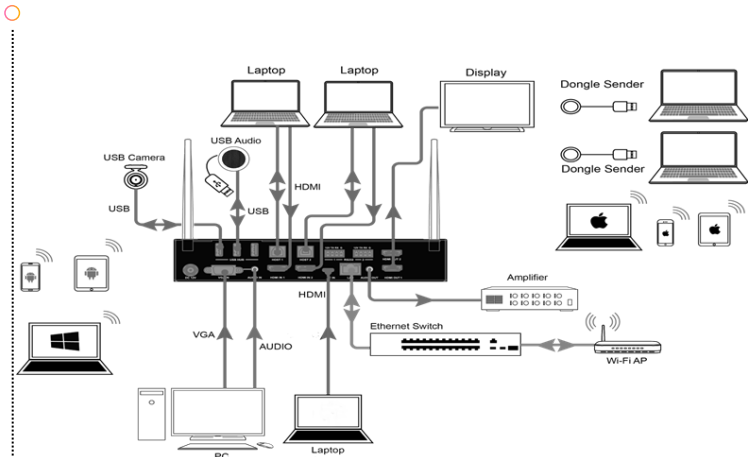 Laptop
Laptop
Display
Dongle Sender
USB Audio
USB Camera
Dongle Sender
HDMI
USB
USB
HDMI
Amplifier
VGA
AUDIO
Ethernet Switch
Wi-Fi AP
Laptop
PC